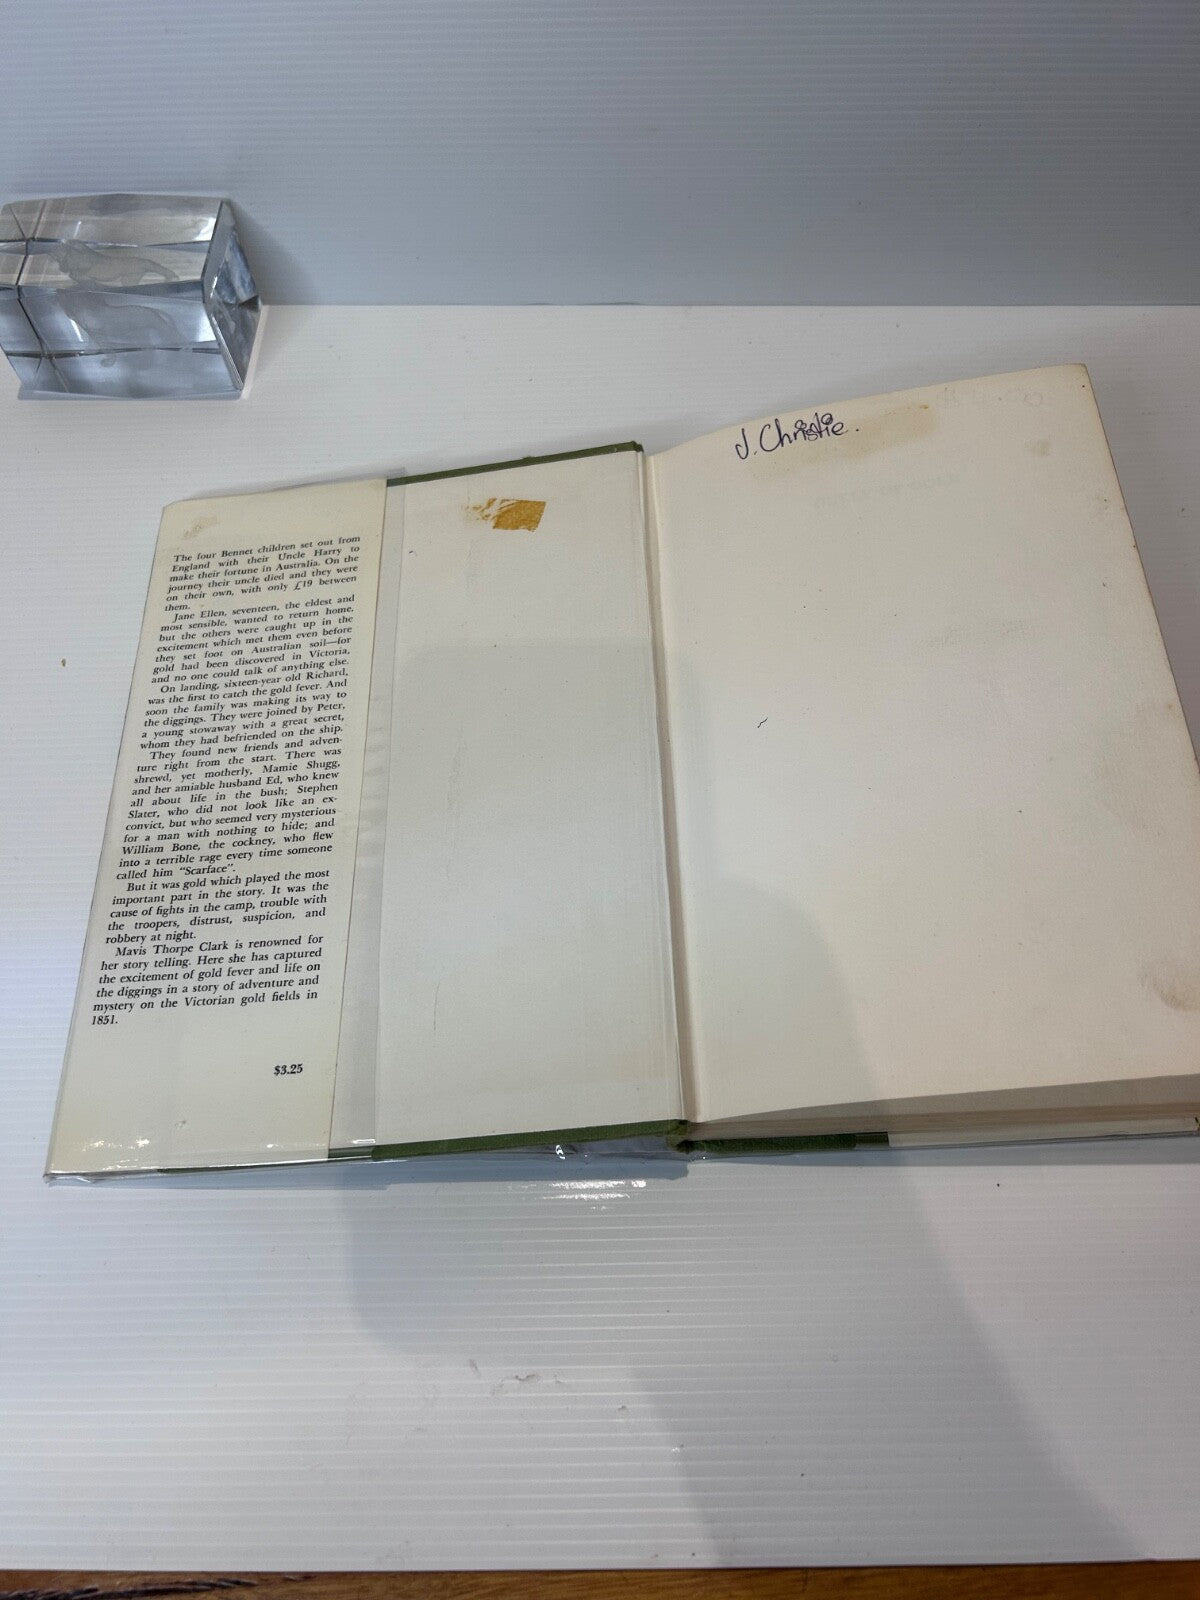 The four Bennet children set out from
England with their Uncle Harry to
make their fortune in Australia. On the
journey their uncle died and they were
on their own, with only £19 between
them.
Jane Ellen, seventeen, the eldest and
most sensible, wanted to return home,
but the others were caught up in the
excitement which met them even before
they set foot on Australian soil—for
gold had been discovered in Victoria,
and no one could talk of anything else.
On landing, sixteen-year old Richard,
was the first to catch the gold fever. And
soon the family was making its way to
the diggings. They were joined by Peter,
a young stowaway with a great secret,
whom they had befriended on the ship.
They found new friends and adven-
ture right from the start. There was
shrewd, yet motherly, Mamie Shugg,
and her amiable husband Ed, who knew
all about life in the bush; Stephen
Slater, who did not look like an ex-
convict, but who seemed very mysterious
for a man with nothing to hide; and
William Bone, the cockney, who flew
into a terrible rage every time someone
called him "Scarface".
But it was gold which played the most
important part in the story. It was the
cause of fights in the camp, trouble with
the troopers, distrust, suspicion, and
robbery at night.
Mavis Thorpe Clark is renowned for
her story telling. Here she has captured
the excitement of gold fever and life on
the diggings in a story of adventure and
mystery on the Victorian gold fields in
1851.
$3.25
J. Christie.